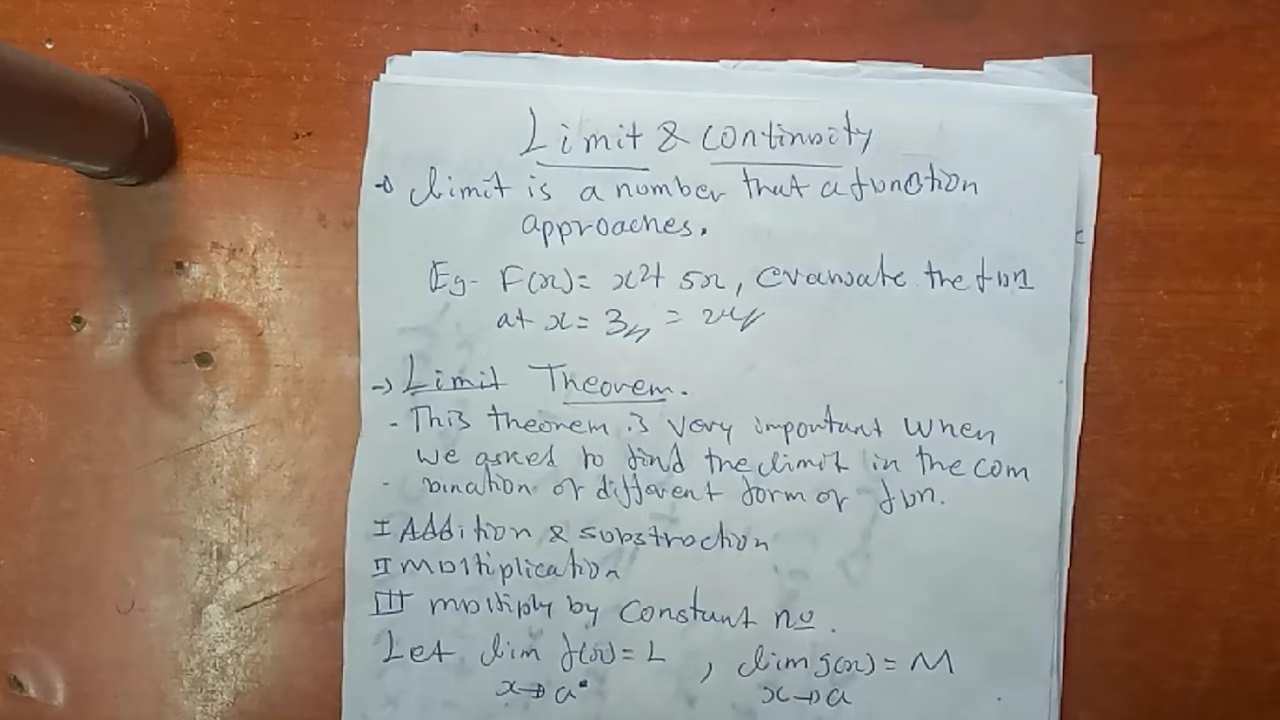 Limit & Continuity
→ Limit is a number that a function
approaches.
Eg- F(x) = x²+ 5x, evaluate the fun
at x = 3 = 24
→ Limit Theorem.
- This theorem is very important when
we asked to find the limit in the com
- bination of different form of fun.
I Addition & substraction
II multiplication
III multiply by constant no.
Let lim f(x) = L , lim g(x) = M
x→a x→a